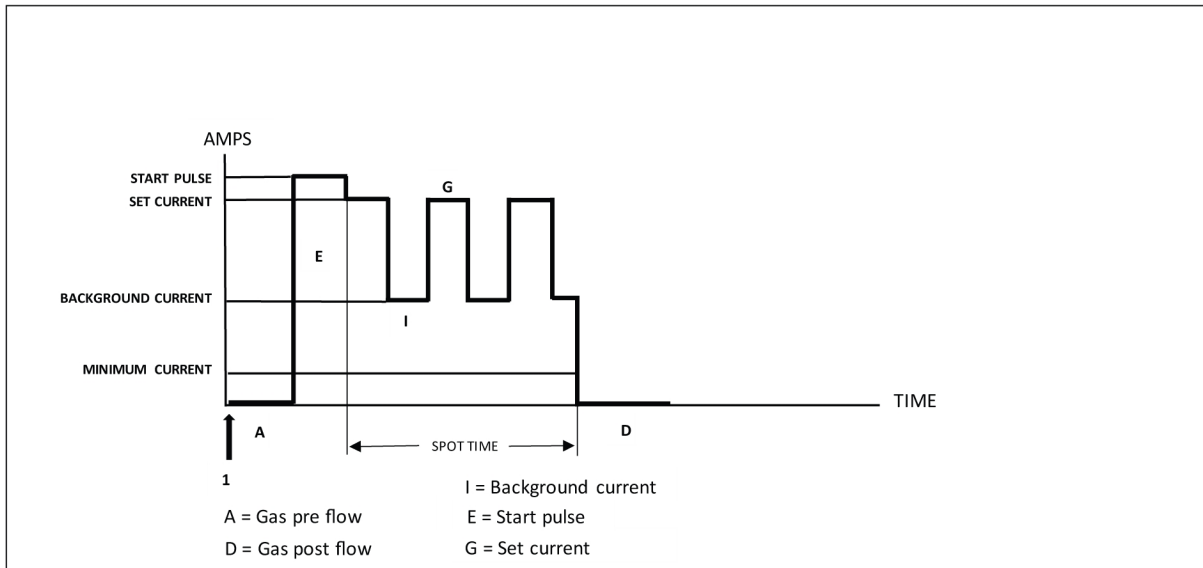 AMPS
START PULSE
SET CURRENT
G
E
BACKGROUND CURRENT
I
MINIMUM CURRENT
TIME
A
SPOT TIME
D
1
I = Background current
A = Gas pre flow
E = Start pulse
D = Gas post flow
G = Set current